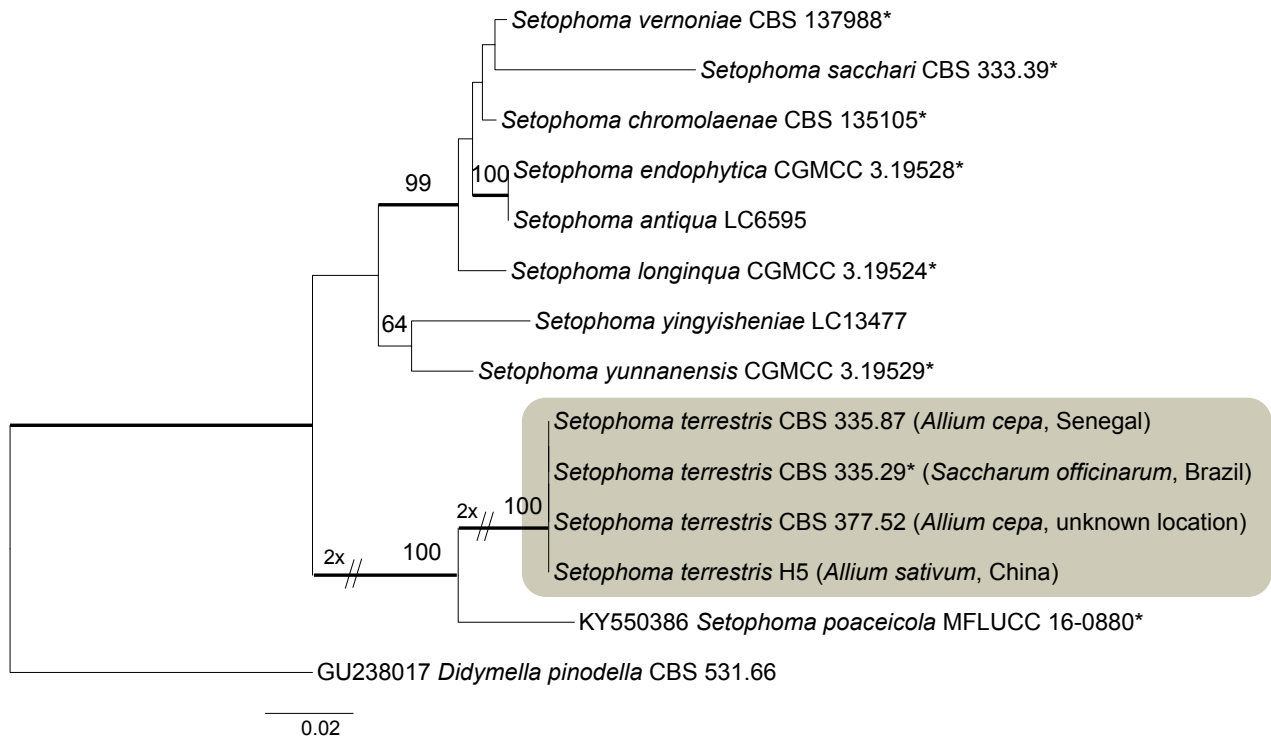 Setophoma vernoniae CBS 137988*
Setophoma sacchari CBS 333.39*
Setophoma chromolaenae CBS 135105*
100
Setophoma endophytica CGMCC 3.19528*
99
Setophoma antiqua LC6595
Setophoma longinqua CGMCC 3.19524*
64
Setophoma yingyisheniae LC13477
Setophoma yunnanensis CGMCC 3.19529*
Setophoma terrestris CBS 335.87 (Allium cepa, Senegal)
Setophoma terrestris CBS 335.29* (Saccharum officinarum, Brazil)
2x
100
Setophoma terrestris CBS 377.52 (Allium cepa, unknown location)
2x
100
Setophoma terrestris H5 (Allium sativum, China)
KY550386 Setophoma poaceicola MFLUCC 16-0880*
GU238017 Didymella pinodella CBS 531.66
0.02